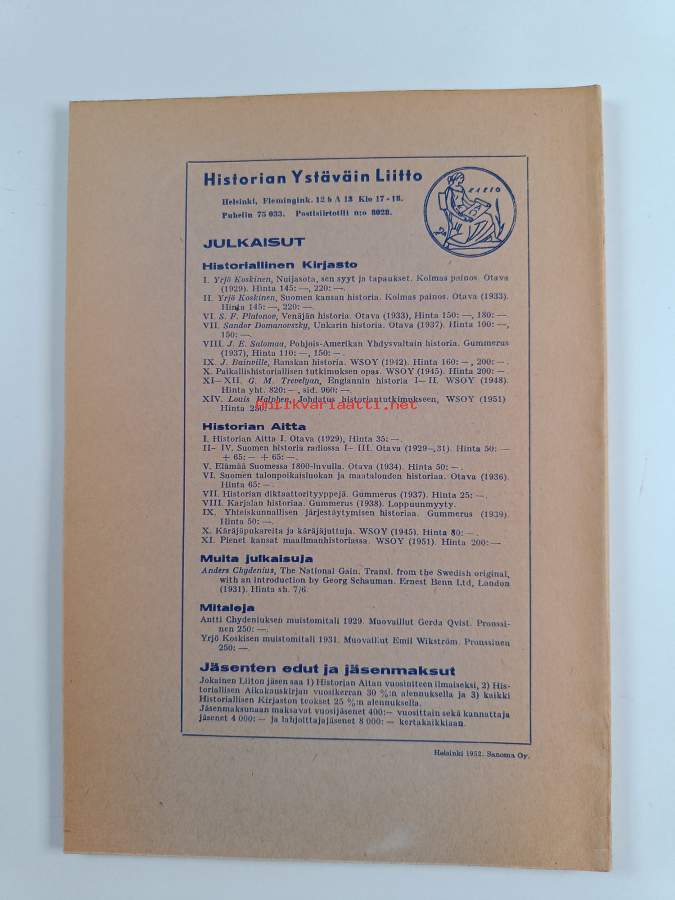 Historian Ystäväin Liitto
Helsinki, Flemingink. 12 b A 13 Klo 17-18.
Puhelin 75 033. Postisiirtotili n:o 8028.
KLEIO
JULKAISUT
Historiallinen Kirjasto
I. Yrjö Koskinen, Nuijasota, sen syyt ja tapaukset. Kolmas painos. Otava
(1929). Hinta 145: —, 220: —.
II. Yrjö Koskinen, Suomen kansan historia. Kolmas painos. Otava (1933).
Hinta 145: —, 220: —.
VI. S. F. Platonov, Venäjän historia. Otava (1933), Hinta 150: —, 180: —.
VII. Sandor Domanovszky, Unkarin historia. Otava (1937). Hinta 100: —,
150: —.
VIII. J. E. Salomaa, Pohjois-Amerikan Yhdysvaltain historia. Gummerus
(1937), Hinta 110: —, 150: — .
IX. J. Bainville, Ranskan historia. WSOY (1942). Hinta 160: — , 200: — .
X. Paikallishistoriallisen tutkimuksen opas. WSOY (1945). Hinta 200: — .
XI—XII. G. M. Trevelyan, Englannin historia I— II. WSOY (1948).
Hinta yht. 820: — , sid. 960: —.
XIV. Louis Halphen, Johdatus historiantutkimukseen, WSOY (1951)
Hinta 280:
antikvariaatti.net
Historian Aitta
I. Historian Aitta I. Otava (1929), Hinta 35: — .
II— IV. Suomen historia radiossa I— III. Otava (1929—,31). Hinta 50: —
+ 65: — + 65: —.
V. Elämää Suomessa 1800-luvulla. Otava (1934). Hinta 50: — .
VI. Suomen talonpoikaisluokan ja maatalouden historiaa. Otava (1936).
Hinta 65: — .
VII. Historian diktaattorityyppejä. Gummerus (1937). Hinta 25: — .
VIII. Karjalan historiaa. Gummerus (1938). Loppuunmyyty.
IX. Yhteiskunnallisen järjestäytymisen historiaa. Gummerus (1939).
Hinta 50: —.
X. Käräjäpukareita ja käräjäjuttuja. WSOY (1945). Hinta 80: — .
XI. Pienet kansat maailmanhistoriassa. WSOY (1951). Hinta 200: —
Muita julkaisuja
Anders Chydenius, The National Gain. Transl. from the Swedish original,
with an introduction by Georg Schauman. Ernest Benn Ltd, London
(1931). Hinta sh. 7/6.
Mitaleja
Antti Chydeniuksen muistomitali 1929. Muovaillut Gerda Qvist. Pronssi-
nen 250: —.
Yrjö Koskisen muistomitali 1931. Muovaillut Emil Wikström. Pronssinen
250: —.
Jäsenten edut ja jäsenmaksut
Jokainen Liiton jäsen saa 1) Historian Aitan vuosiniteen ilmaiseksi, 2) His-
toriallisen Aikakauskirjan vuosikerran 30 %:n alennuksella ja 3) kaikki
Historiallisen Kirjaston teokset 25 %:n alennuksella.
Jäsenmaksunaan maksavat vuosijäsenet 400:— vuosittain sekä kannattaja
jäsenet 4 000: — ja lahjoittajajäsenet 8 000: — kertakaikkiaan.
Helsinki 1952. Sanoma Oy.